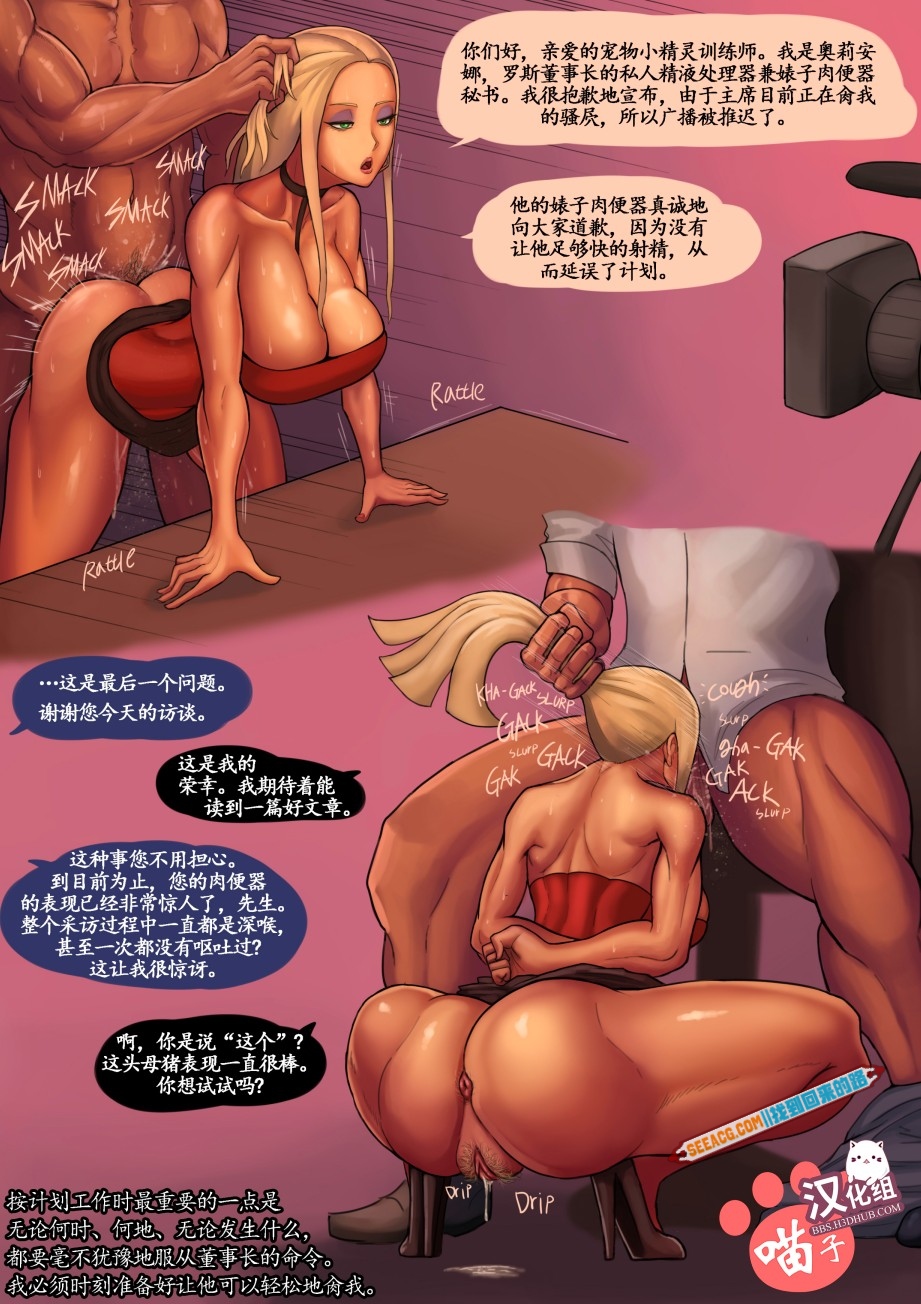 你们好，亲爱的宠物小精灵训练师。我是奥莉安
娜，罗斯董事长的私人精液处理器兼婊子肉便器
秘书。我很抱歉地宣布，由于主席目前正在肏我
的骚屄，所以广播被推迟了。
他的婊子肉便器真诚地
向大家道歉，因为没有
让他足够快的射精，从
而延误了计划。
SMACK
SMACK
SMACK
SMACK
SMACK
Rattle
Rattle
…这是最后一个问题。
谢谢您今天的访谈。
这是我的
荣幸。我期待着能
读到一篇好文章。
KHA-GACK
SLURP
GACK
SLURP
GACK
GAK
cough
SLURP
gha-GAK
GAK
ACK
SLURP
这种事您不用担心。
到目前为止，您的肉便器
的表现已经非常惊人了，先生。
整个采访过程中一直都是深喉，
甚至一次都没有呕吐过？
这让我很惊讶。
啊，你是说“这个”？
这头母猪表现一直很棒。
你想试试吗？
DRIP
DRIP
按计划工作时最重要的一点是
无论何时、何地、无论发生什么，
都要毫不犹豫地服从董事长的命令。
我必须时刻准备好让他可以轻松地肏我。
SEEACG.COM||找到回来的路
喵子
汉化组
BBS.H3DHUB.COM